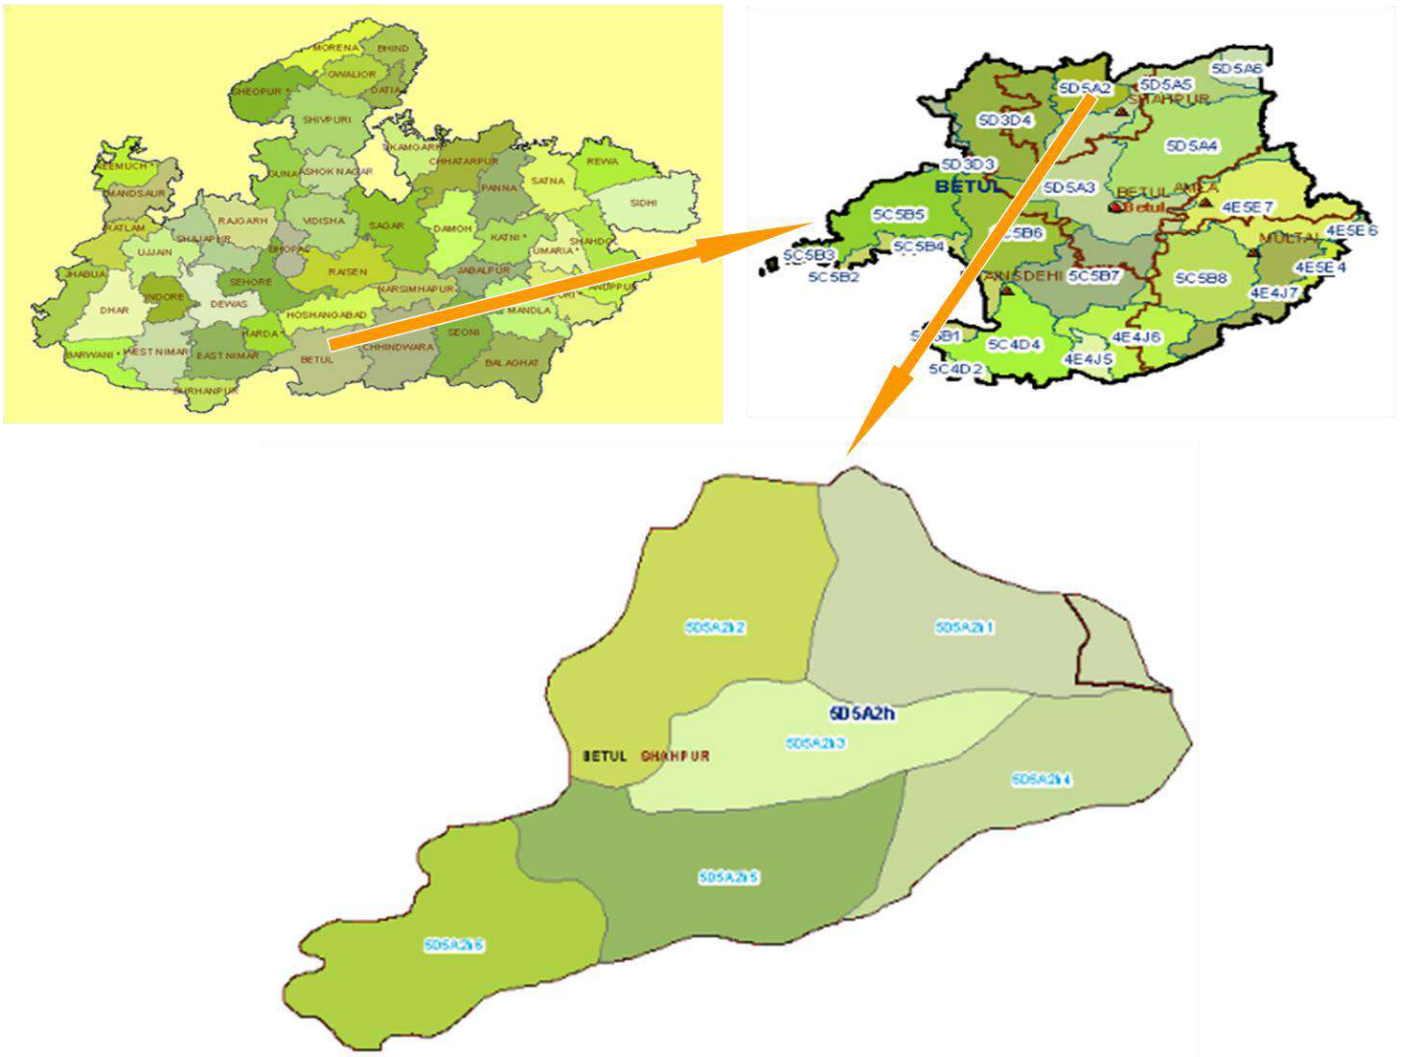 MORENA
BHIND
GWALIOR
SHEOPUR *
DATIA
SHIVPURI
TIKAMGARH
CHHATARPUR
REWA
NEEMUCH *
GUNA
ASHOK NAGAR
PANNA
SATNA
MANDSAUR
SIDHI
RATLAM
RAJGARH
VIDISHA
SAGAR
DAMOH
KATNI *
SHAJAPUR
BHOPAL
UMARIA *
SHAHDOL
UJJAIN
JHABUA
SEHORE
RAISEN
JABALPUR
NARSIMHAPUR
INDORE
DEWAS
DHAR
HOSHANGABAD
MANDLA
HARDA *
SEONI
BARWANI *
WEST NIMAR
EAST NIMAR
BETUL
CHHINDWARA
BALAGHAT
BURHANPUR*
5D5A6
5D5A2
5D5A5
SHAHPUR
5D3D4
5D5A4
5D3D3
BETUL
5D5A3
BETUL
AMLA
Betul
4E5E7
5C5B5
5C5B6
4E5E6
5C5B4
MULTAI
5C5B3
5C5B2
5C5B7
5C5B8
4E5E4
4E4J7
5C4D4
4E4J6
4E4J5
5C4D2
5D5A2h2
5D5A2h1
5D5A2h
5D5A2h3
BETUL SHAHPUR
5D5A2h4
5D5A2h5
5D5A2h6